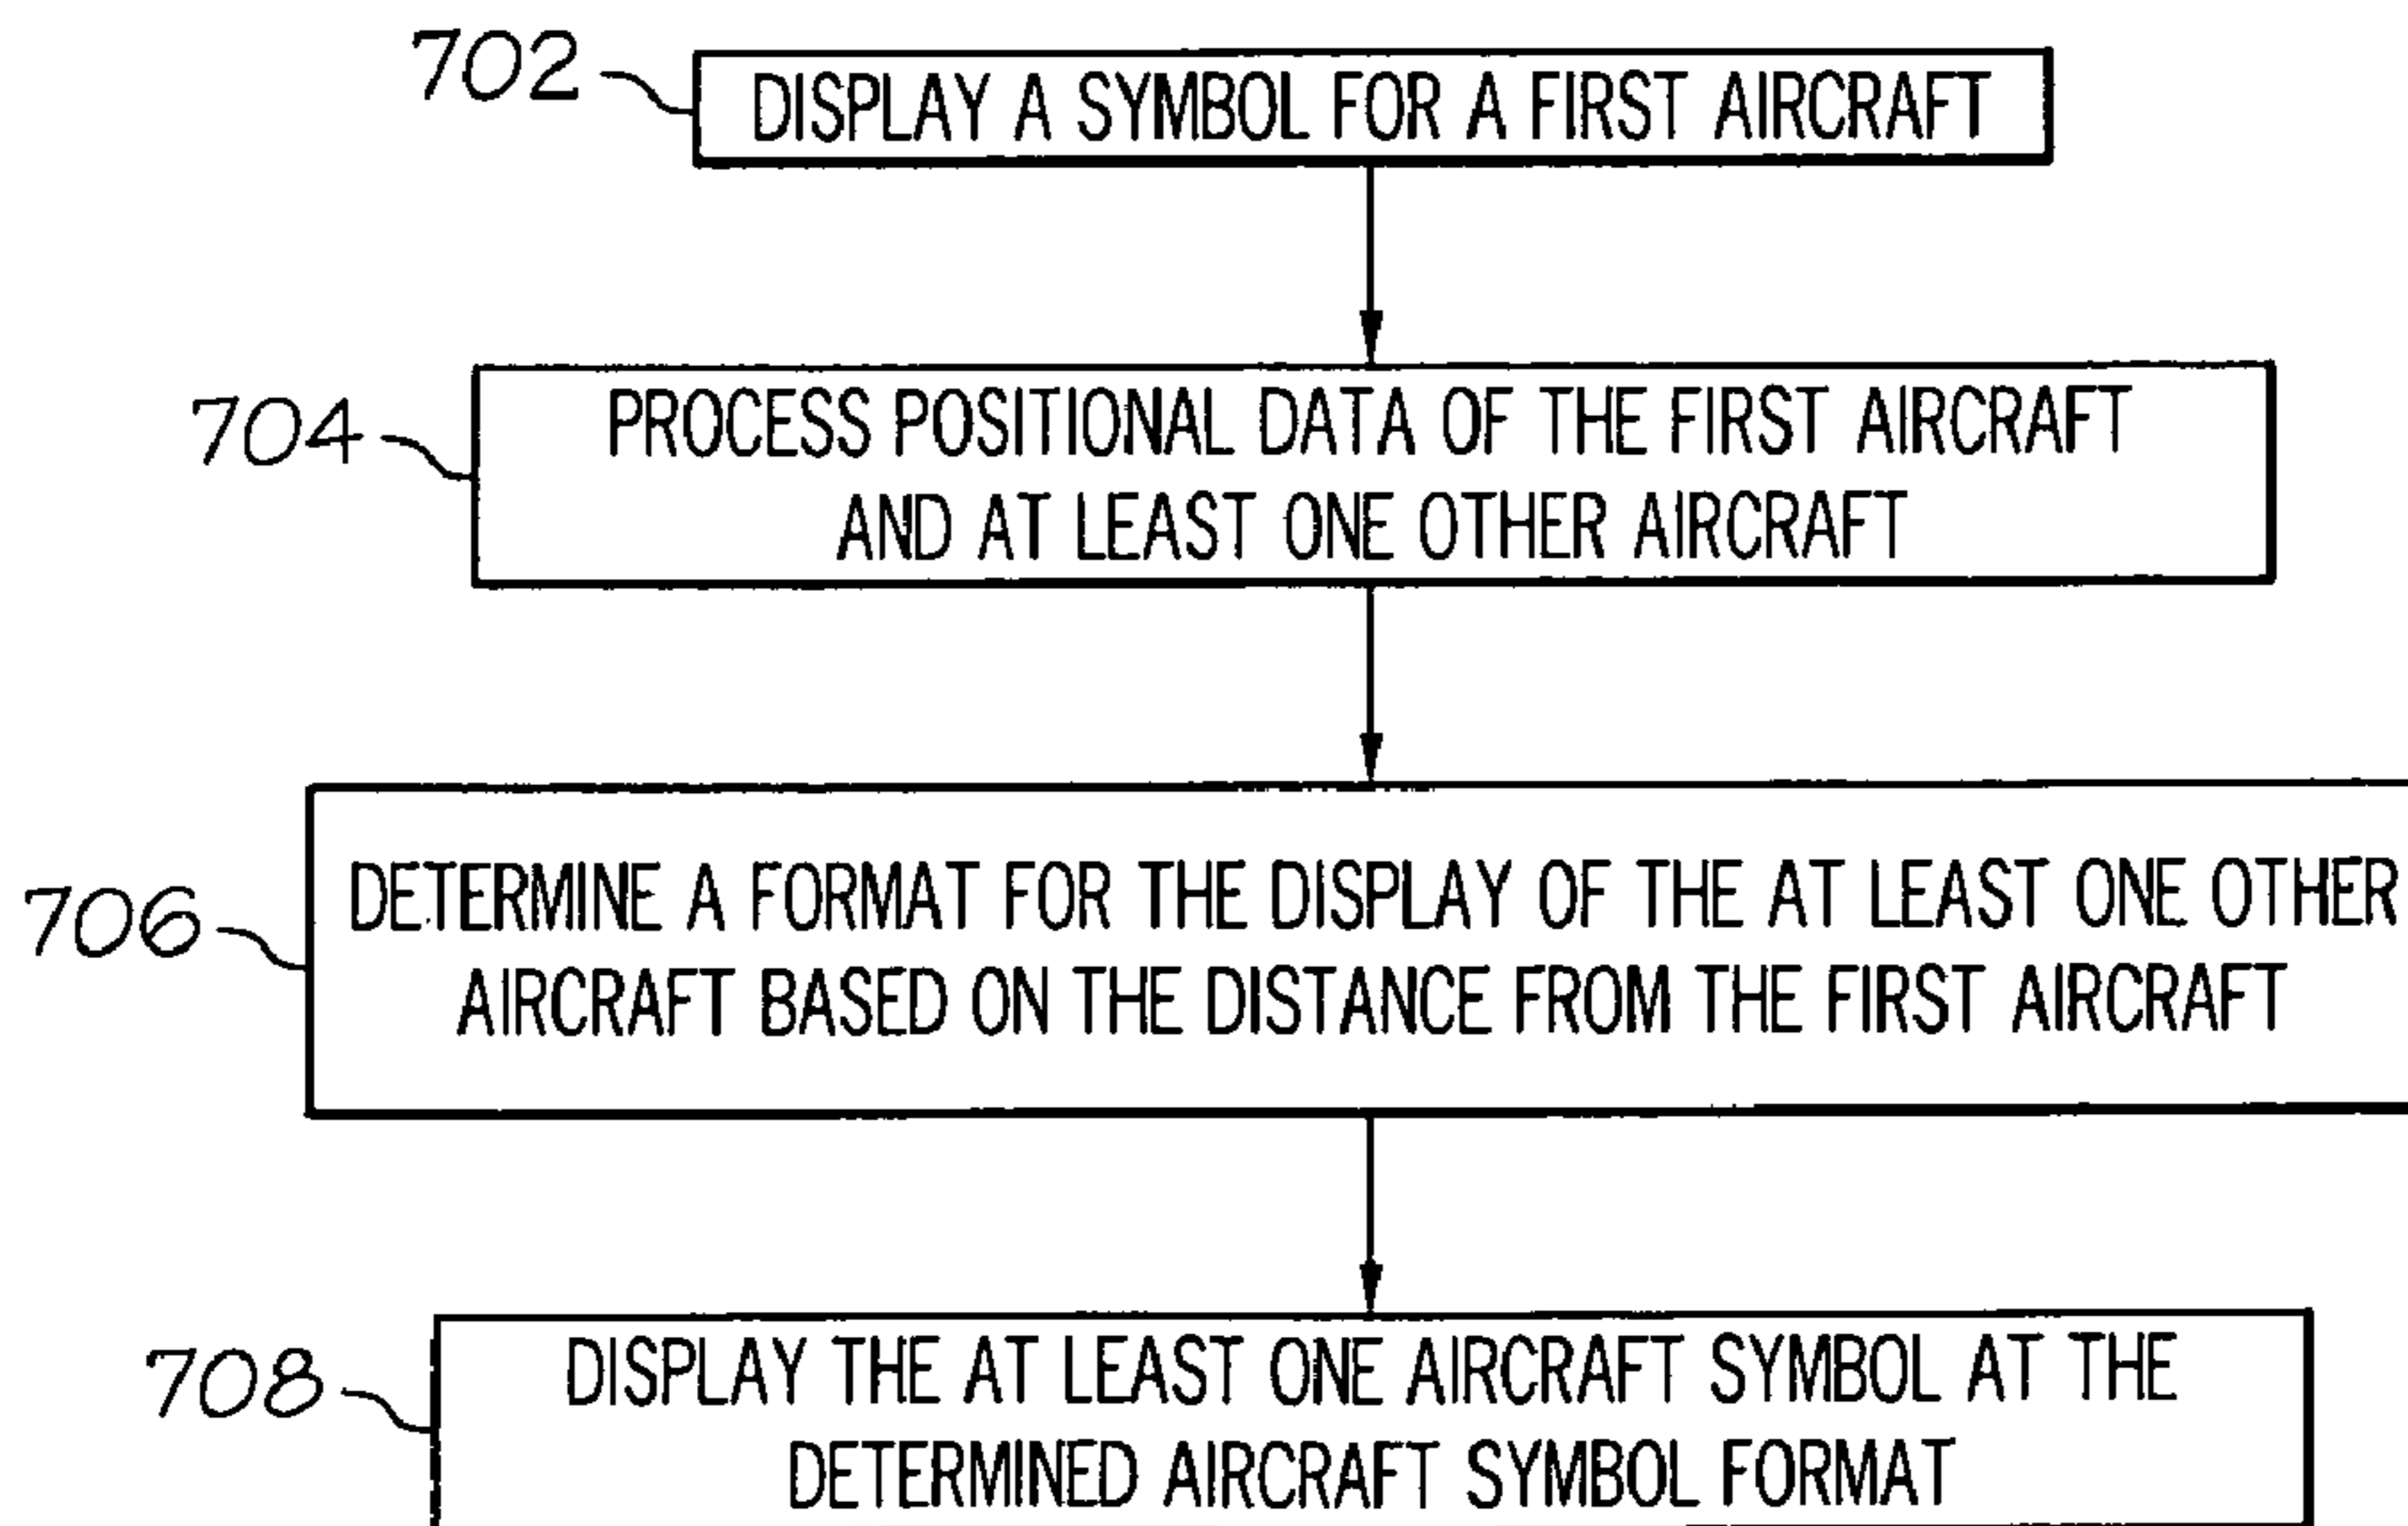 702
DISPLAY A SYMBOL FOR A FIRST AIRCRAFT
704
PROCESS POSITIONAL DATA OF THE FIRST AIRCRAFT
AND AT LEAST ONE OTHER AIRCRAFT
706
DETERMINE A FORMAT FOR THE DISPLAY OF THE AT LEAST ONE OTHER
AIRCRAFT BASED ON THE DISTANCE FROM THE FIRST AIRCRAFT
708
DISPLAY THE AT LEAST ONE AIRCRAFT SYMBOL AT THE
DETERMINED AIRCRAFT SYMBOL FORMAT